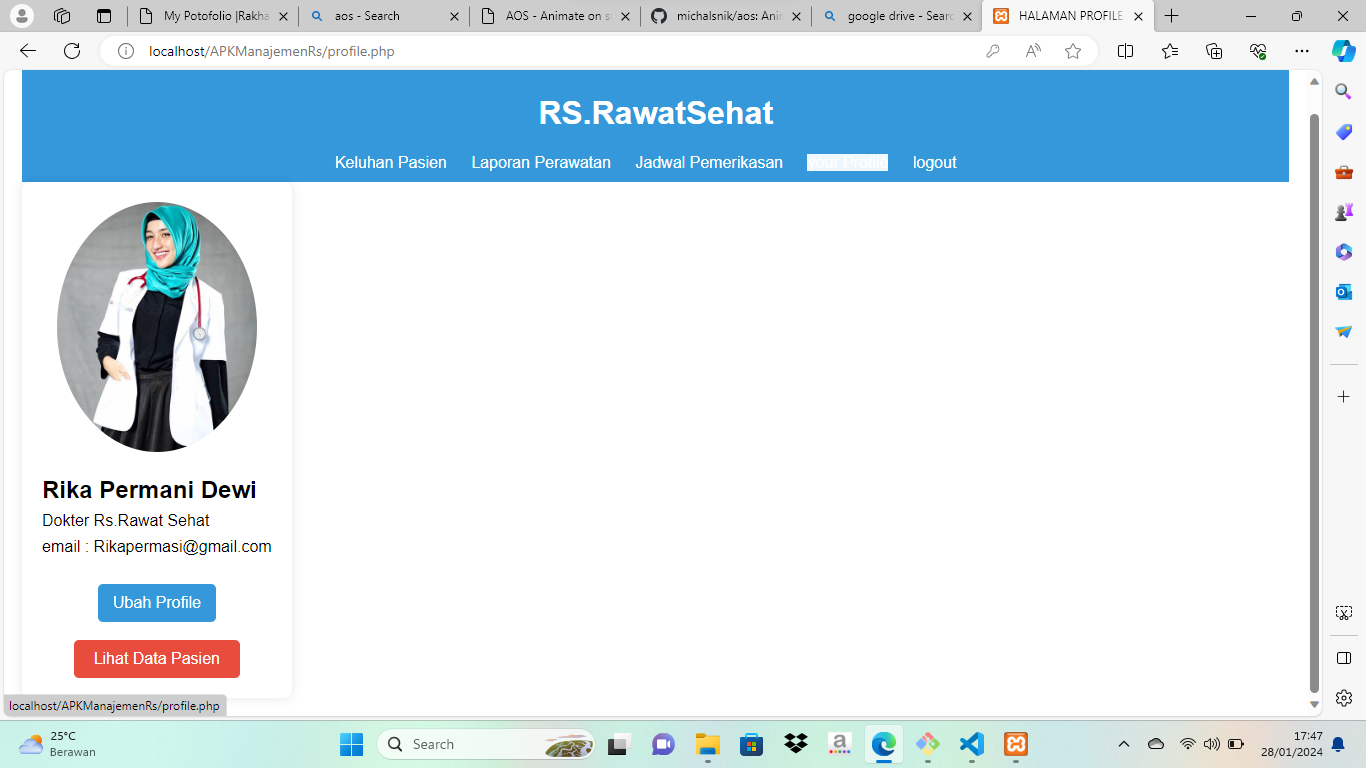 My Potofolio |Rakha
aos - Search
AOS - Animate on s
michalsnik/aos: Ani
google drive - Sear
HALAMAN PROFILE
localhost/APKManajemenRs/profile.php
RS.RawatSehat
Keluhan Pasien
Laporan Perawatan
Jadwal Pemerikasan
your Profile
logout
Rika Permani Dewi
Dokter Rs.Rawat Sehat
email : Rikapermasi@gmail.com
Ubah Profile
Lihat Data Pasien
localhost/APKManajemenRs/profile.php
25°C
Berawan
Search
17:47
28/01/2024